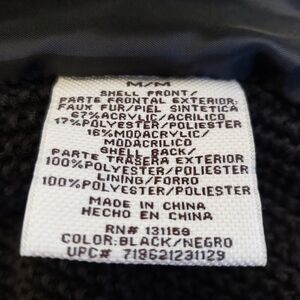 M/M
SHELL FRONT/
PARTE FRONTAL EXTERIOR:
FAUX FUR/PIEL SINTETICA
67%ACRYLIC/ACRILICO
17%POLYESTER/POLIESTER
16%MODACRYLIC/
MODACRILICO
SHELL BACK/
PARTE TRASERA EXTERIOR
100%POLYESTER/POLIESTER
LINING/FORRO
100%POLYESTER/POLIESTER
MADE IN CHINA
HECHO EN CHINA
RN# 131159
COLOR:BLACK/NEGRO
UPC# 718621231129